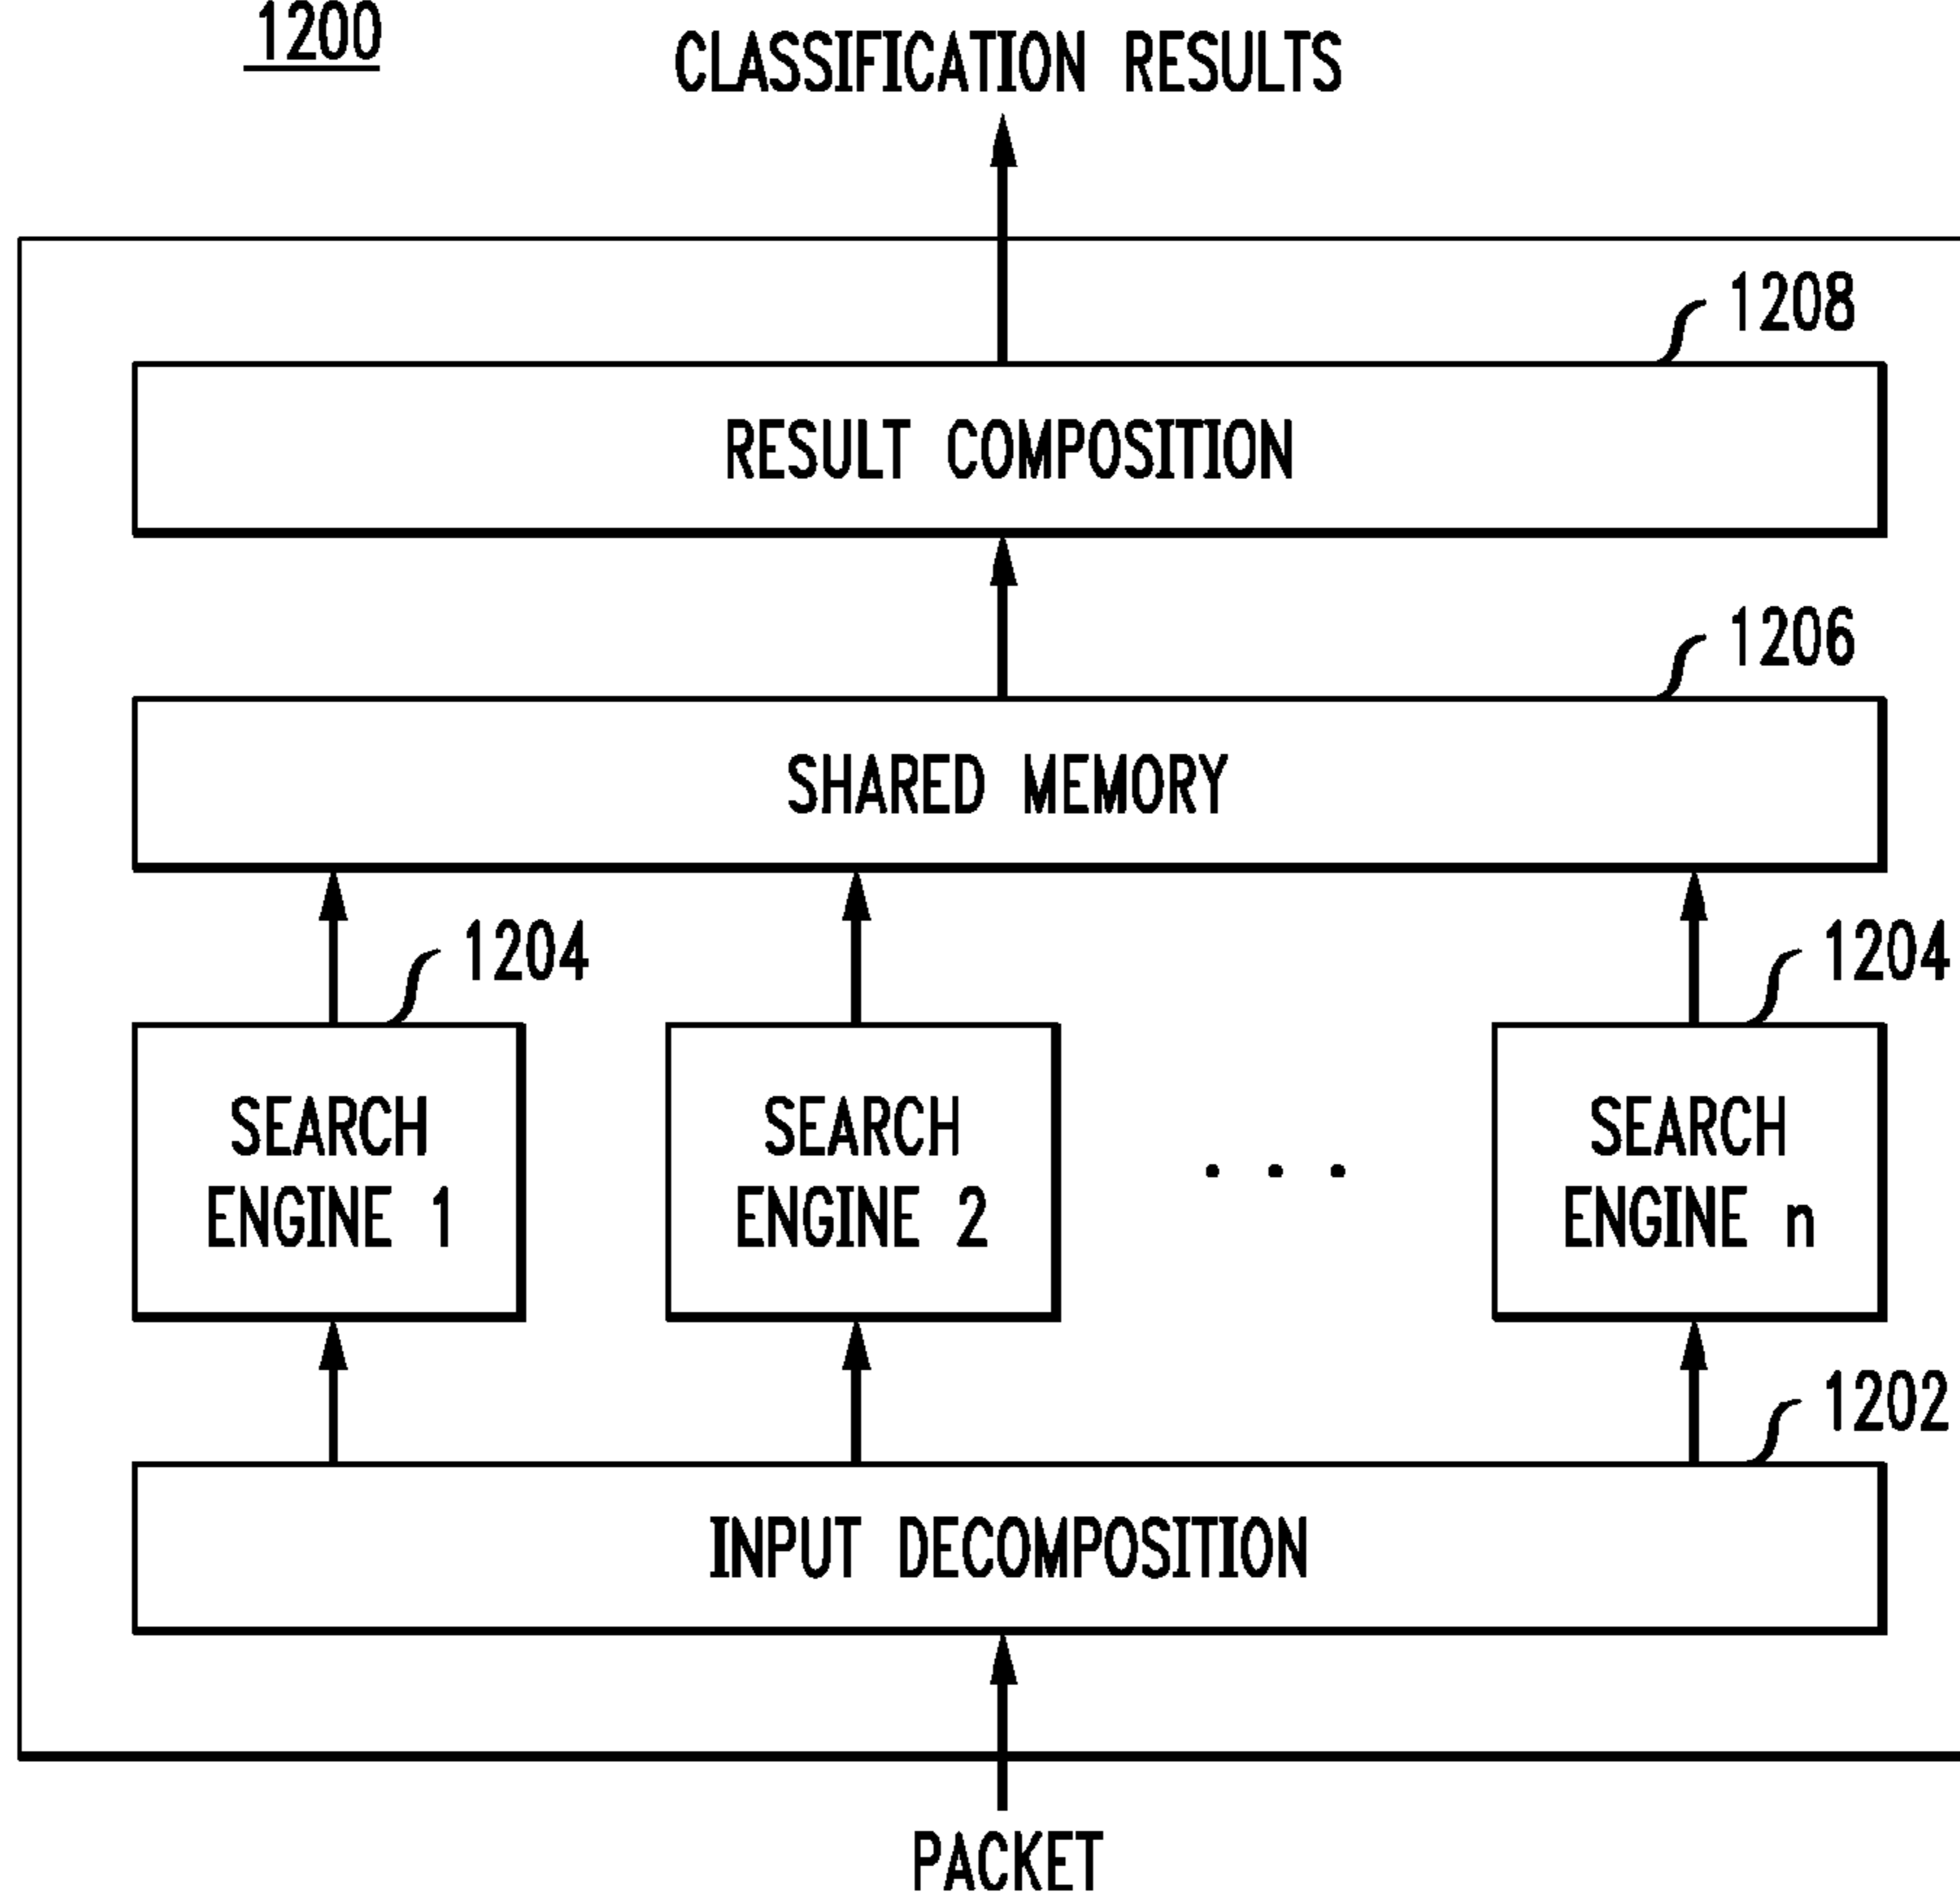 1200
CLASSIFICATION RESULTS
1208
RESULT COMPOSITION
1206
SHARED MEMORY
1204
1204
SEARCH
ENGINE 1
SEARCH
ENGINE 2
. . .
SEARCH
ENGINE n
1202
INPUT DECOMPOSITION
PACKET